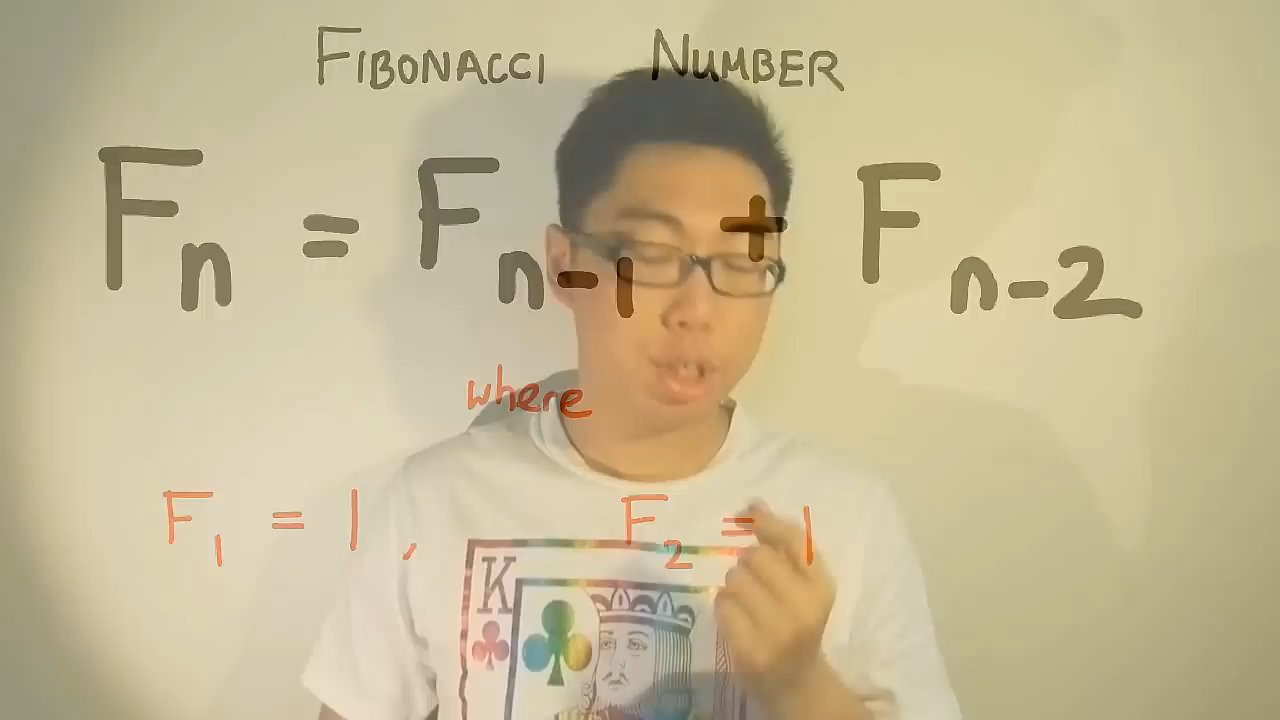 FIBONACCI NUMBER
Fn = Fn-1 + Fn-2
where
F1 = 1, F2 = 1
K